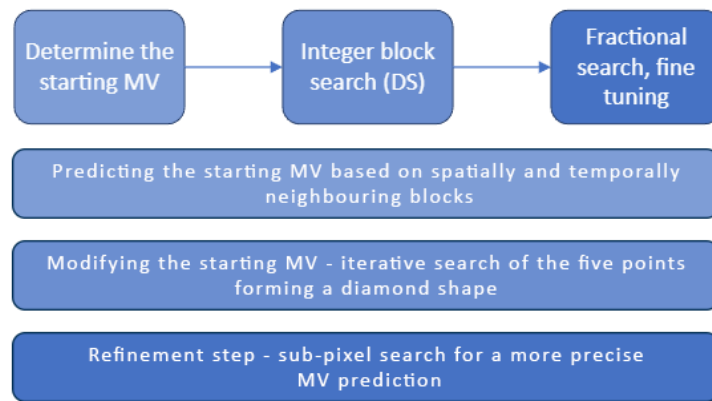 Determine the
starting MV
Integer block
search (DS)
Fractional
search, fine
tuning
Predicting the starting MV based on spatially and temporally
neighbouring blocks
Modifying the starting MV - iterative search of the five points
forming a diamond shape
Refinement step - sub-pixel search for a more precise
MV prediction